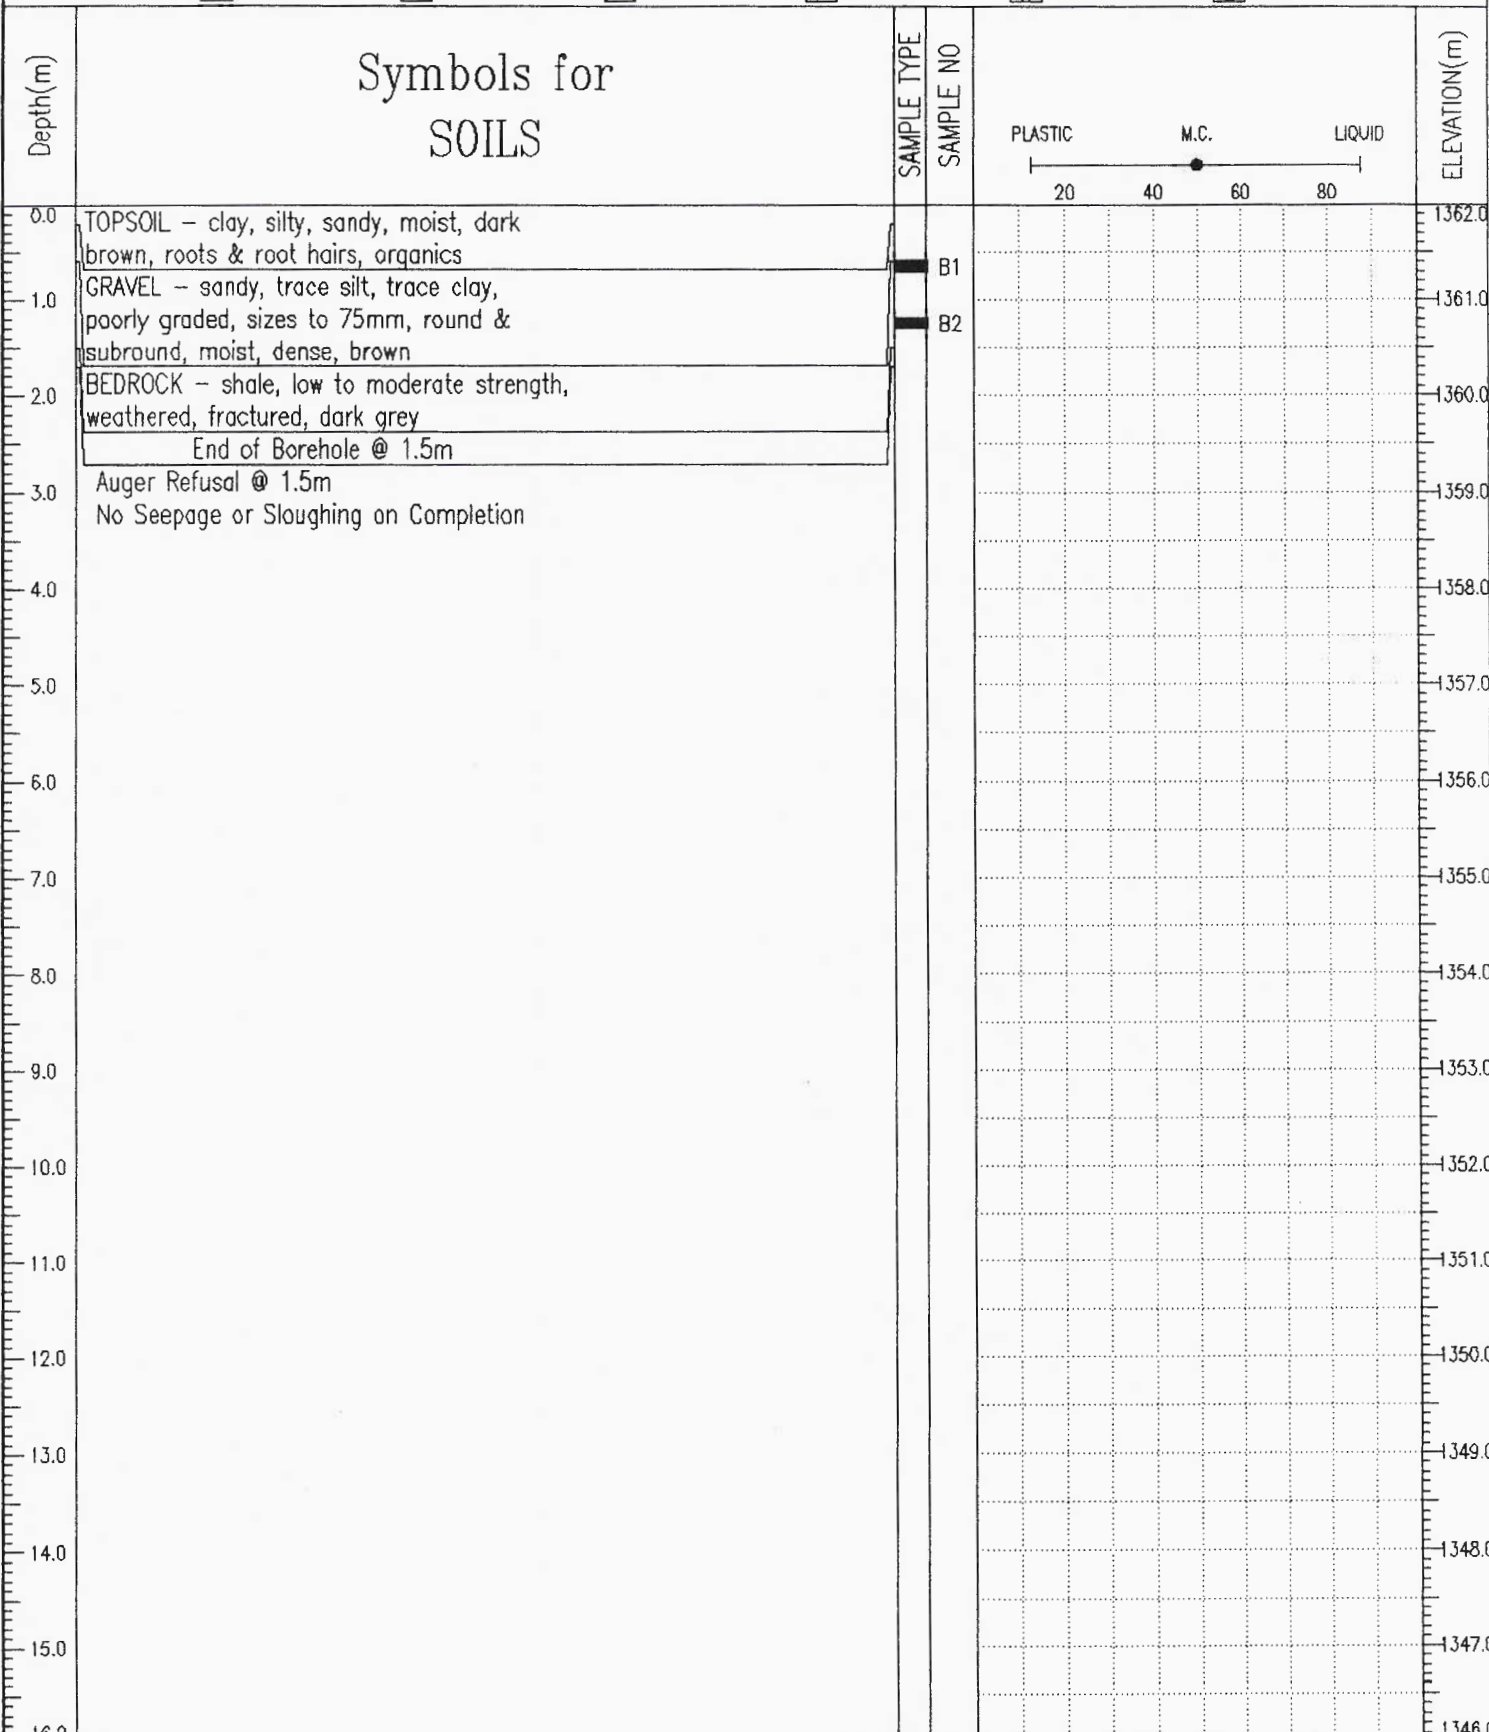 Depth(m)
Symbols for
SOILS
SAMPLE TYPE
SAMPLE NO
PLASTIC M.C. LIQUID
20 40 60 80
ELEVATION(m)
0.0
TOPSOIL – clay, silty, sandy, moist, dark
brown, roots & root hairs, organics
GRAVEL – sandy, trace silt, trace clay,
poorly graded, sizes to 75mm, round &
subround, moist, dense, brown
BEDROCK – shale, low to moderate strength,
weathered, fractured, dark grey
End of Borehole @ 1.5m
Auger Refusal @ 1.5m
No Seepage or Sloughing on Completion
B1
B2
1.0
2.0
3.0
4.0
5.0
6.0
7.0
8.0
9.0
10.0
11.0
12.0
13.0
14.0
15.0
16.0
1362.0
1361.0
1360.0
1359.0
1358.0
1357.0
1356.0
1355.0
1354.0
1353.0
1352.0
1351.0
1350.0
1349.0
1348.0
1347.0
1346.0